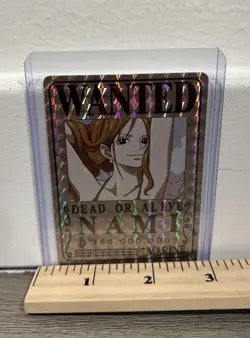 WANTED
DEAD OR ALIVE
NAMI
1 2 3